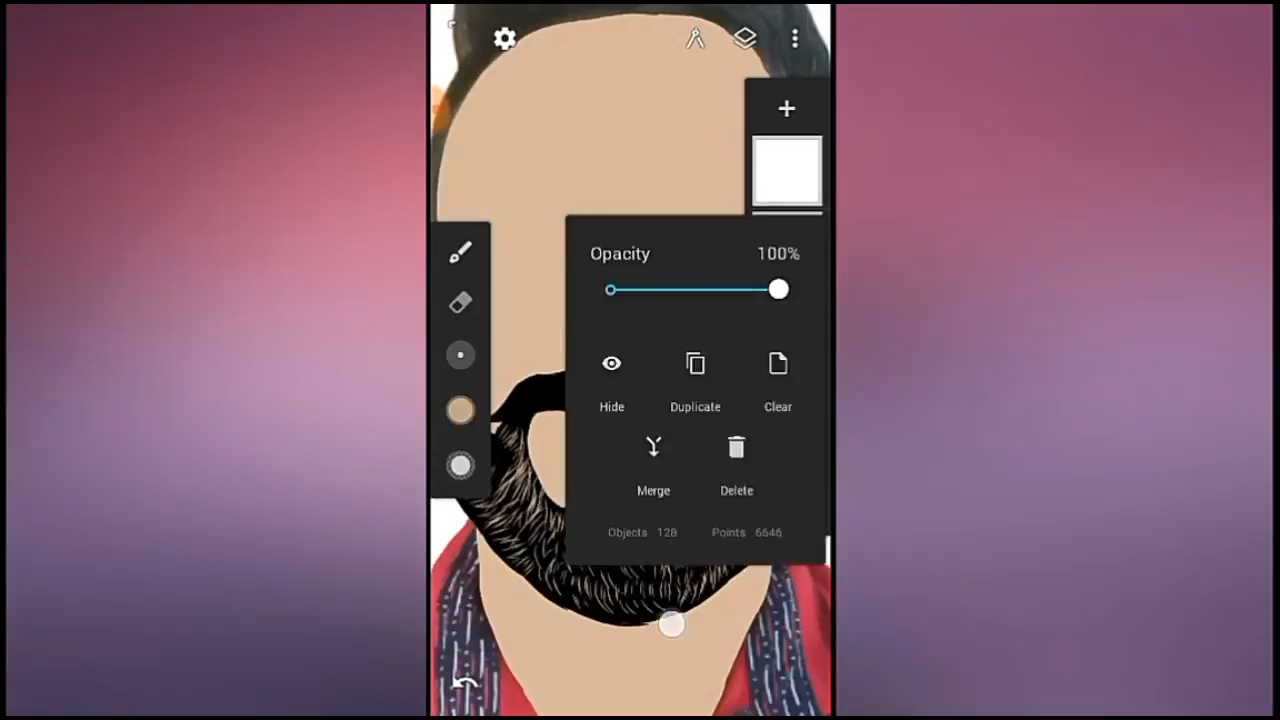 Opacity 100%
Hide Duplicate Clear
Merge Delete
Objects 128 Points 6646